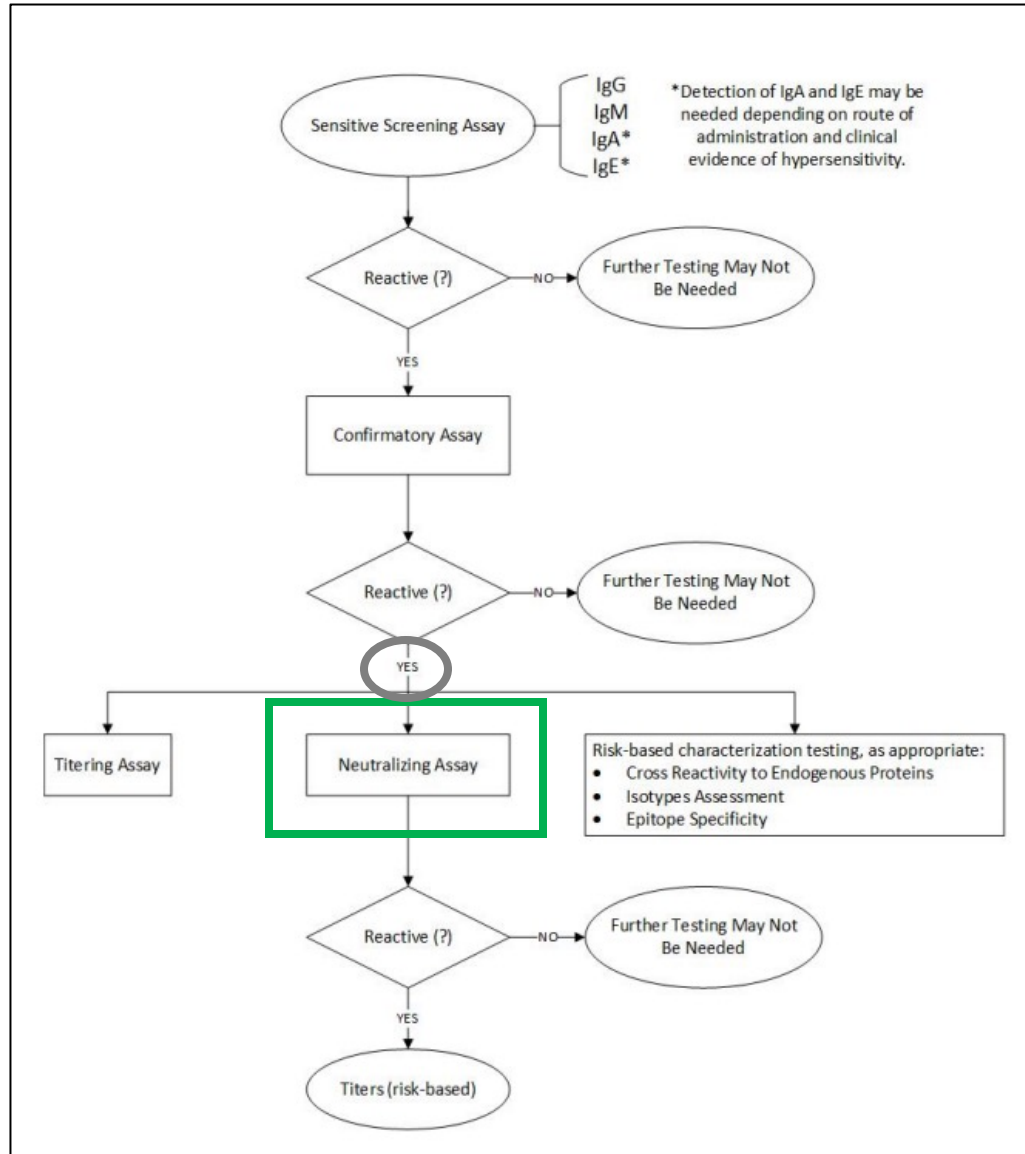 Sensitive Screening Assay
IgG
IgM
IgA*
IgE*
*Detection of IgA and IgE may be
needed depending on route of
administration and clinical
evidence of hypersensitivity.
Reactive (?)
NO
Further Testing May Not
Be Needed
YES
Confirmatory Assay
Reactive (?)
NO
Further Testing May Not
Be Needed
YES
Titering Assay
Neutralizing Assay
Risk-based characterization testing, as appropriate:
• Cross Reactivity to Endogenous Proteins
• Isotypes Assessment
• Epitope Specificity
Reactive (?)
NO
Further Testing May Not
Be Needed
YES
Titers (risk-based)